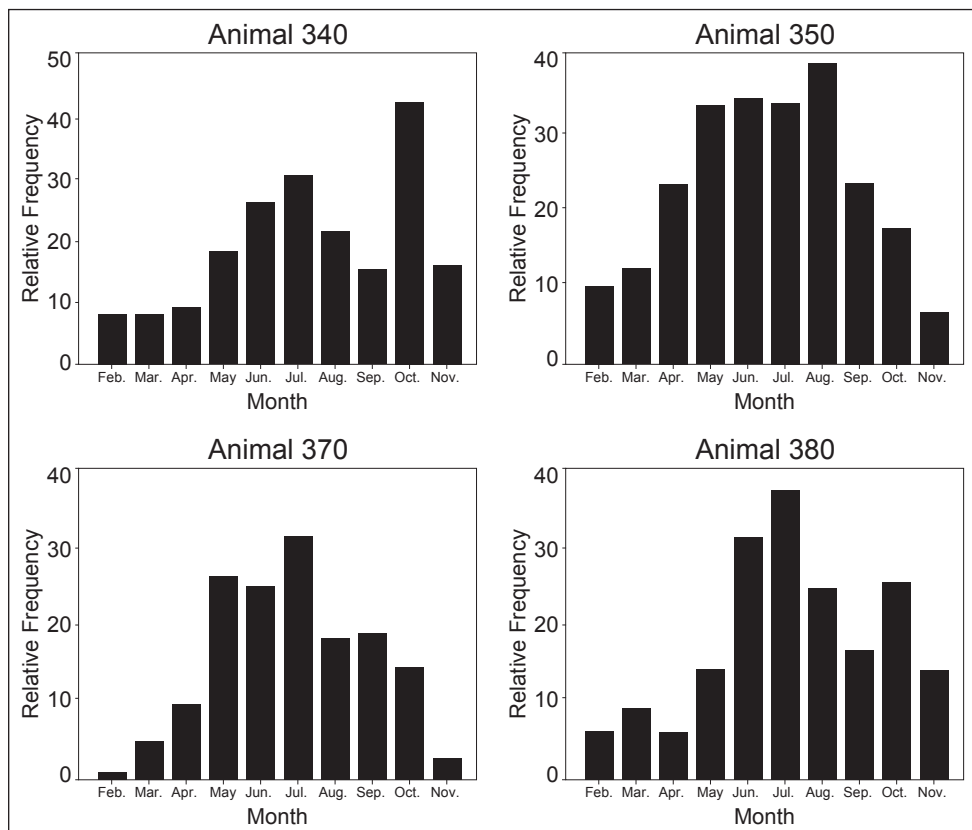 Animal 340
Relative Frequency
50
40
30
20
10
0
Feb. Mar. Apr. May Jun. Jul. Aug. Sep. Oct. Nov.
Month
Animal 350
Relative Frequency
40
30
20
10
0
Feb. Mar. Apr. May Jun. Jul. Aug. Sep. Oct. Nov.
Month
Animal 370
Relative Frequency
40
30
20
10
0
Feb. Mar. Apr. May Jun. Jul. Aug. Sep. Oct. Nov.
Month
Animal 380
Relative Frequency
40
30
20
10
0
Feb. Mar. Apr. May Jun. Jul. Aug. Sep. Oct. Nov.
Month